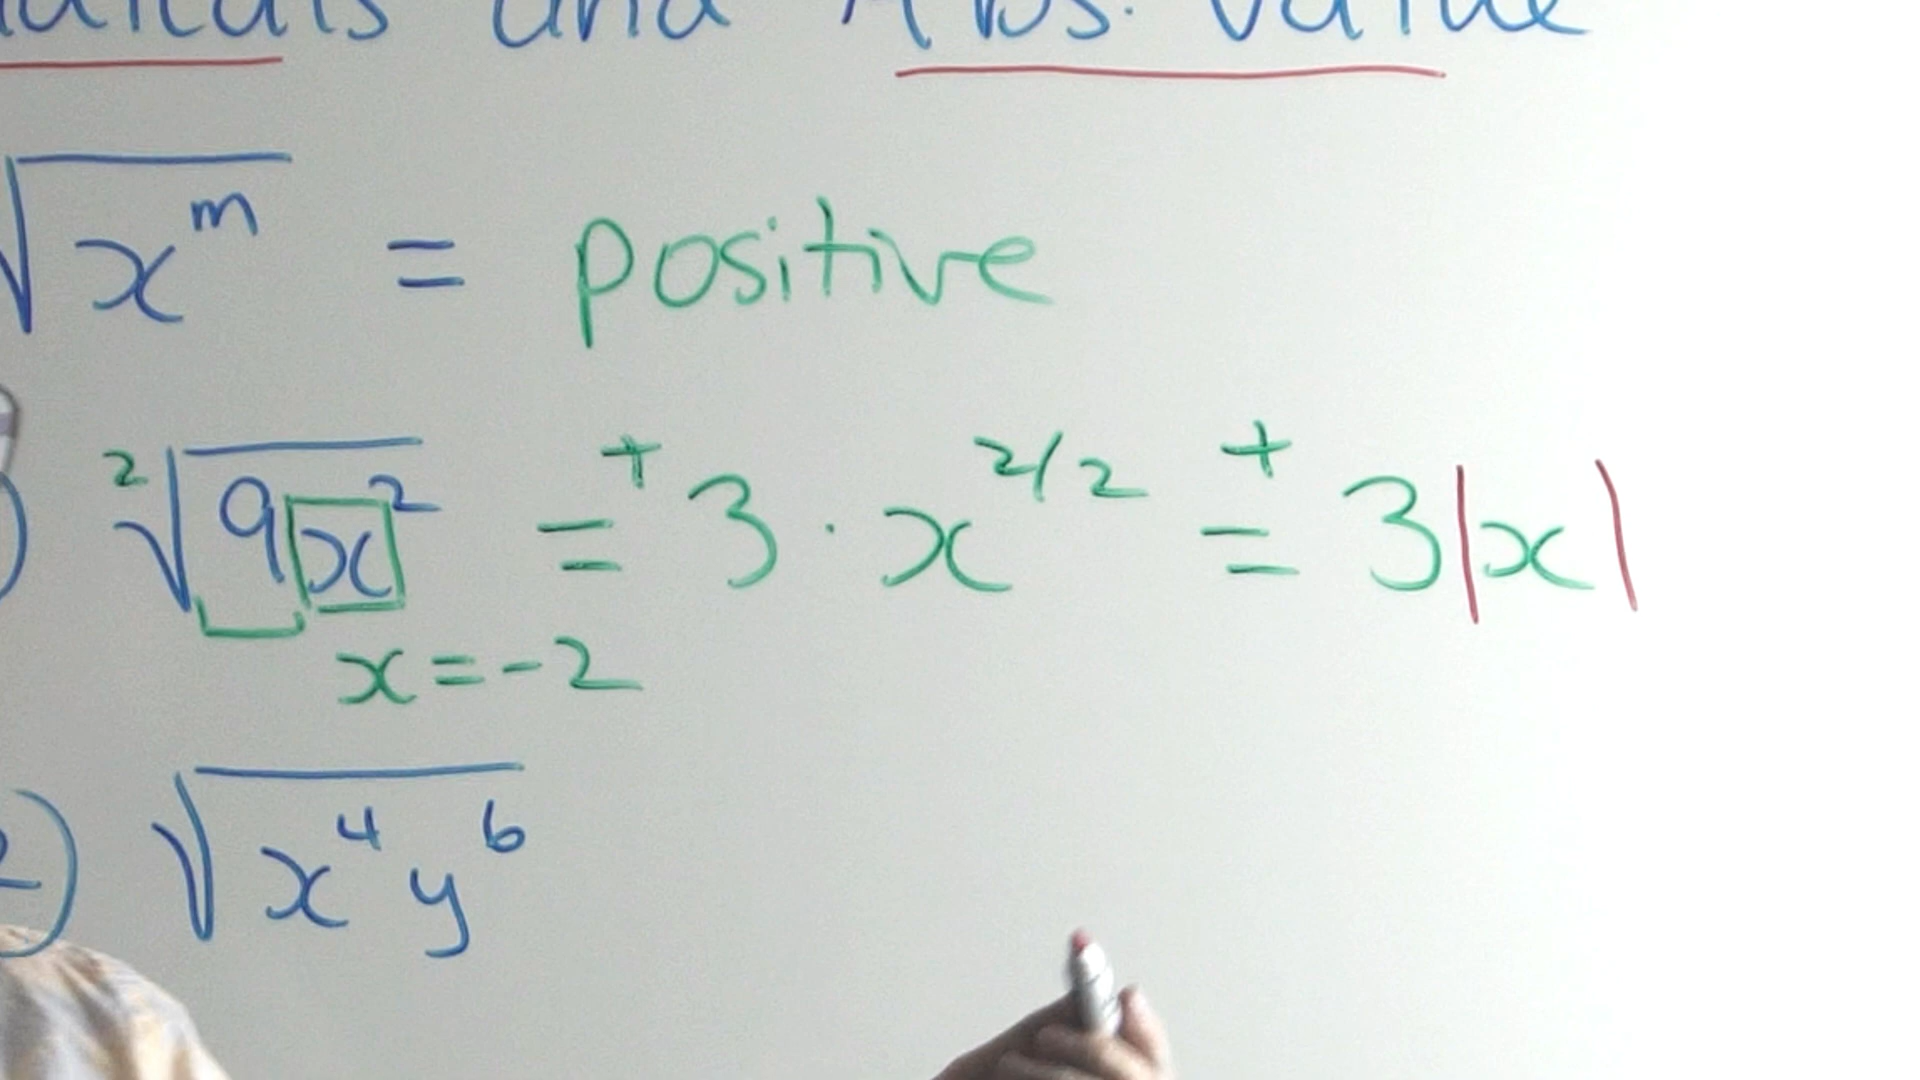 and Abs. Value
√x^m = positive
) ²√9x² = ⁺3 · x^2/2 =⁺ 3|x|
x = -2
2) √x⁴y⁶